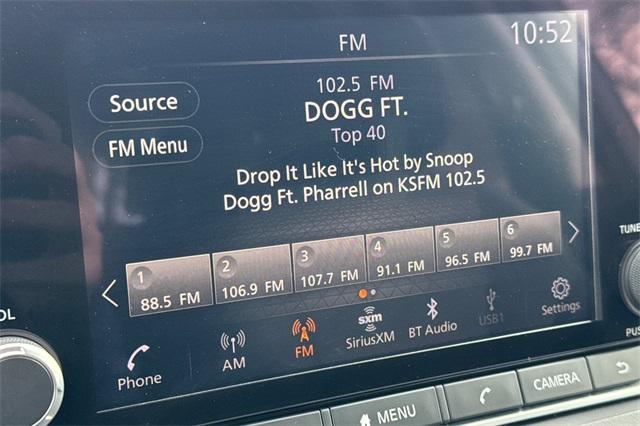 FM
10:52
102.5 FM
DOGG FT.
Top 40
Source
FM Menu
Drop It Like It's Hot by Snoop
Dogg Ft. Pharrell on KSFM 102.5
1
88.5 FM
2
106.9 FM
3
107.7 FM
4
91.1 FM
5
96.5 FM
6
99.7 FM
Phone
AM
FM
sxm
SiriusXM
BT Audio
USB1
Settings
OL
TUNE
PUS
MENU
CAMERA